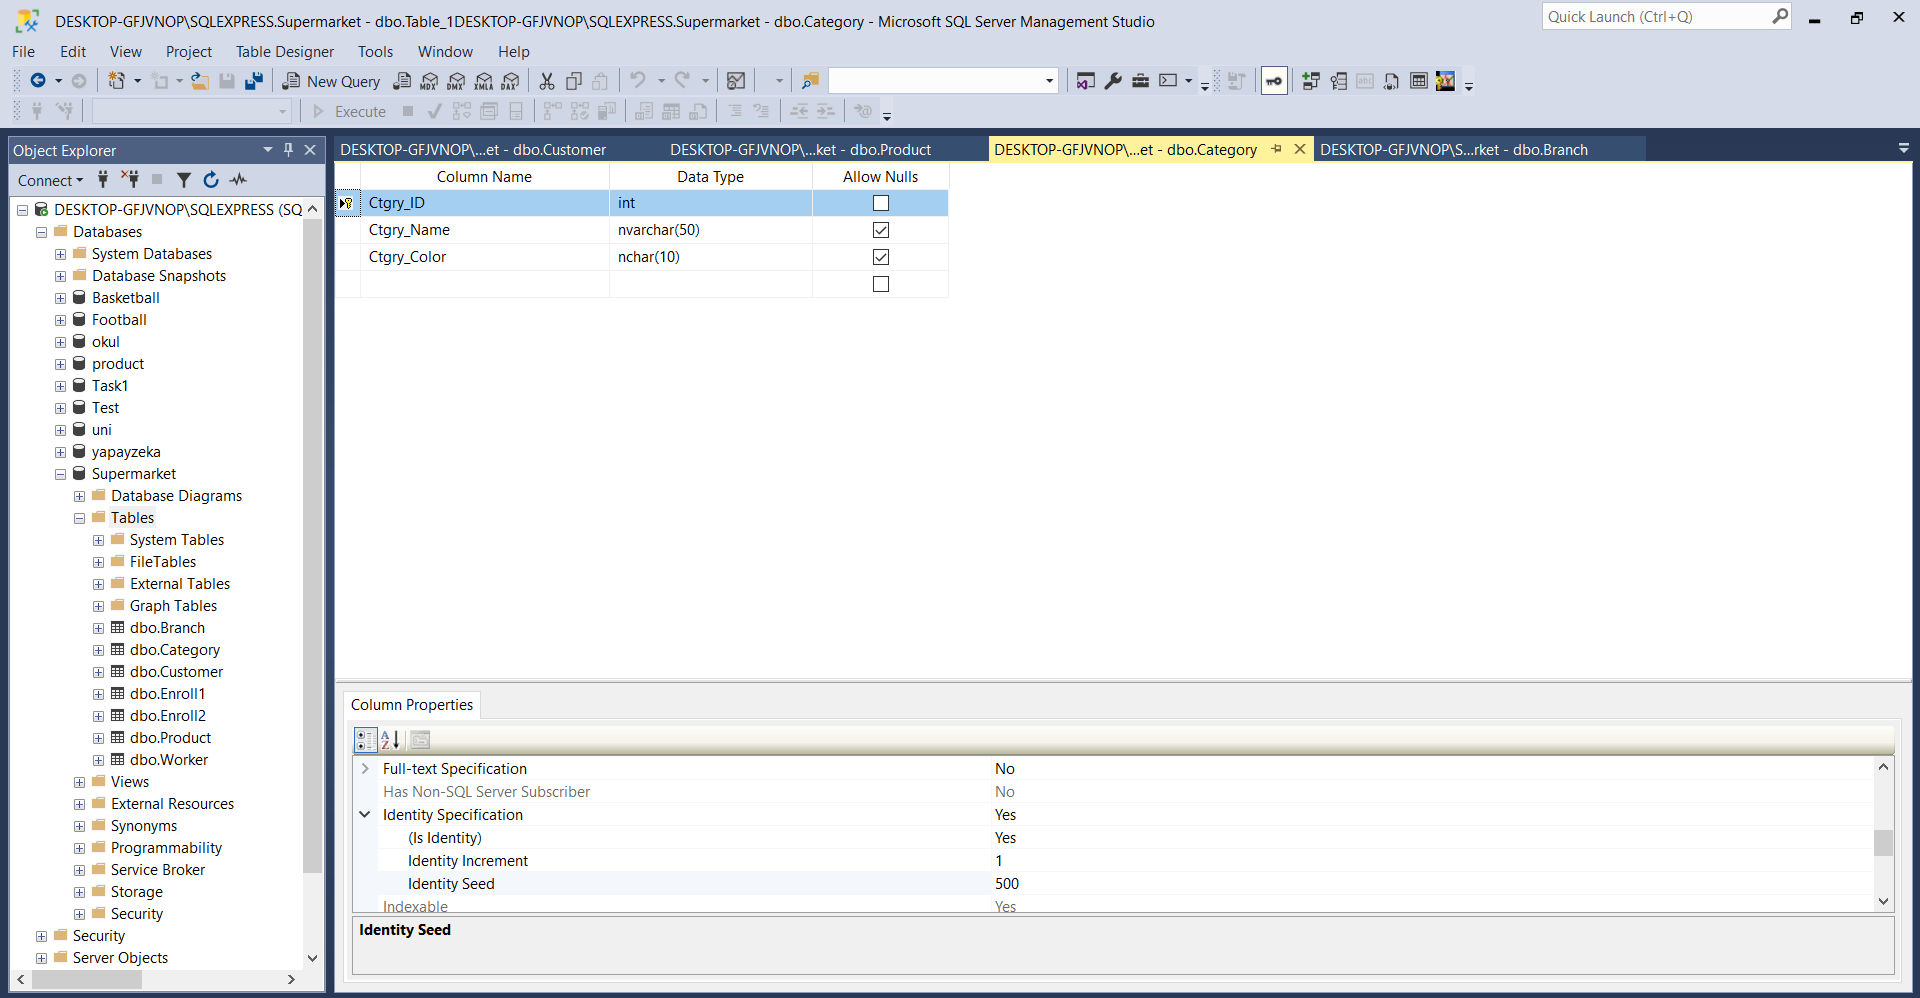 DESKTOP-GFJVNOP\SQLEXPRESS.Supermarket - dbo.Table_1DESKTOP-GFJVNOP\SQLEXPRESS.Supermarket - dbo.Category - Microsoft SQL Server Management Studio
Quick Launch (Ctrl+Q)
File Edit View Project Table Designer Tools Window Help
New Query MDX DMX XMLA DAX
Execute
Object Explorer
DESKTOP-GFJVNOP\...et - dbo.Customer DESKTOP-GFJVNOP\...ket - dbo.Product DESKTOP-GFJVNOP\...et - dbo.Category DESKTOP-GFJVNOP\S...rket - dbo.Branch
Connect
DESKTOP-GFJVNOP\SQLEXPRESS (SQ
Databases
System Databases
Database Snapshots
Basketball
Football
okul
product
Task1
Test
uni
yapayzeka
Supermarket
Database Diagrams
Tables
System Tables
FileTables
External Tables
Graph Tables
dbo.Branch
dbo.Category
dbo.Customer
dbo.Enroll1
dbo.Enroll2
dbo.Product
dbo.Worker
Views
External Resources
Synonyms
Programmability
Service Broker
Storage
Security
Security
Server Objects
Column Name Data Type Allow Nulls
Ctgry_ID int
Ctgry_Name nvarchar(50)
Ctgry_Color nchar(10)
Column Properties
Full-text Specification No
Has Non-SQL Server Subscriber No
Identity Specification Yes
(Is Identity) Yes
Identity Increment 1
Identity Seed 500
Indexable Yes
Identity Seed